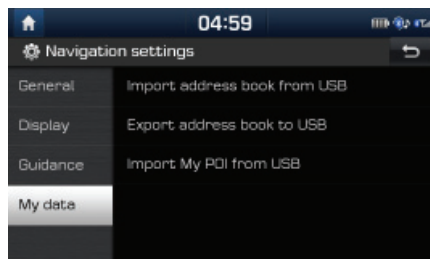 04:59
Navigation settings
General
Import address book from USB
Display
Export address book to USB
Guidance
Import My POI from USB
My data